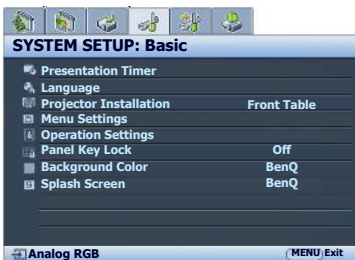 SYSTEM SETUP: Basic
Presentation Timer
Language
Projector Installation Front Table
Menu Settings
Operation Settings
Panel Key Lock Off
Background Color BenQ
Splash Screen BenQ
Analog RGB MENU Exit